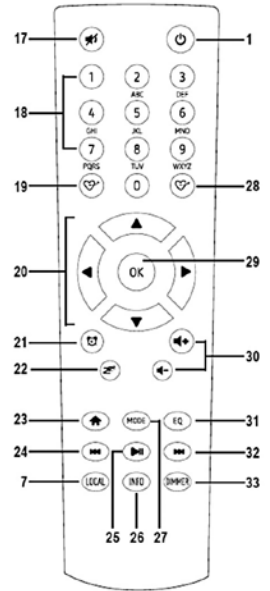 17 1
1 2 3
ABC DEF
18
4 5 6
GHI JKL MNO
7 8 9
PQRS TUV WXYZ
19 0 28
20 OK 29
21
22 30
23 MODE EQ 31
24 32
7 LOCAL INFO DIMMER 33
25 26 27